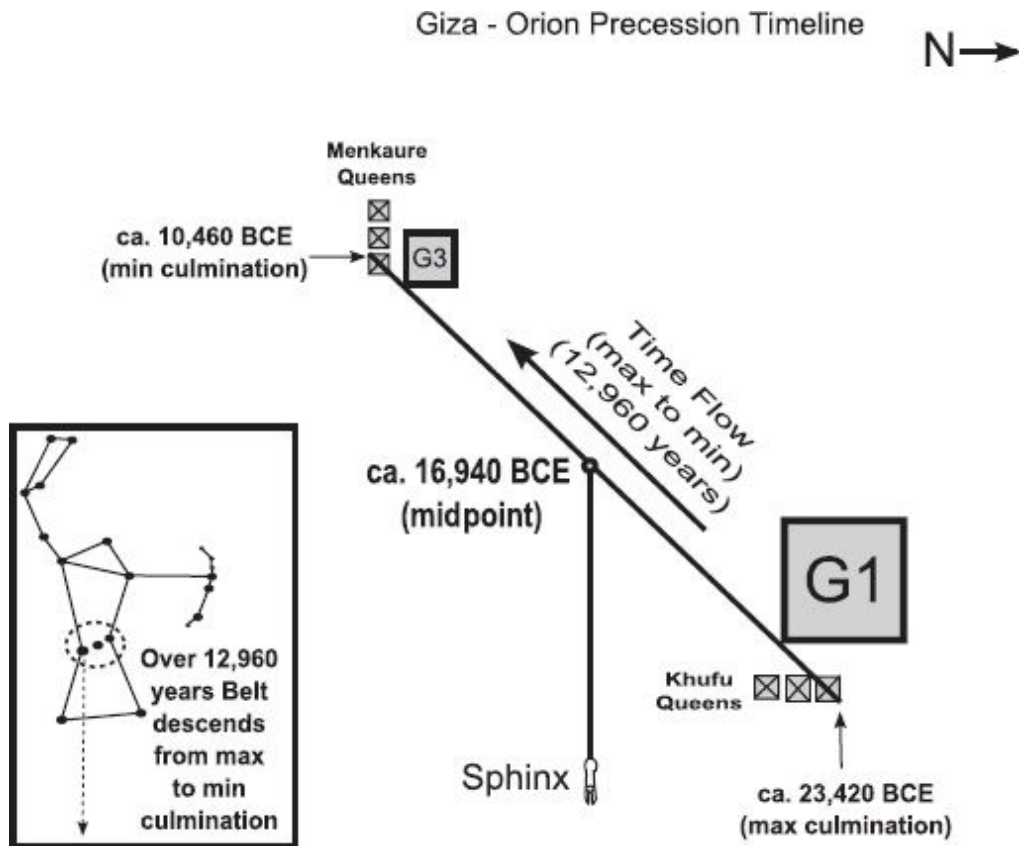 Giza - Orion Precession Timeline
N
Menkaure
Queens
ca. 10,460 BCE
(min culmination)
G3
Time Flow
(max to min)
(12,960 years)
ca. 16,940 BCE
(midpoint)
G1
Over 12,960
years Belt
descends
from max
to min
culmination
Khufu
Queens
Sphinx
ca. 23,420 BCE
(max culmination)